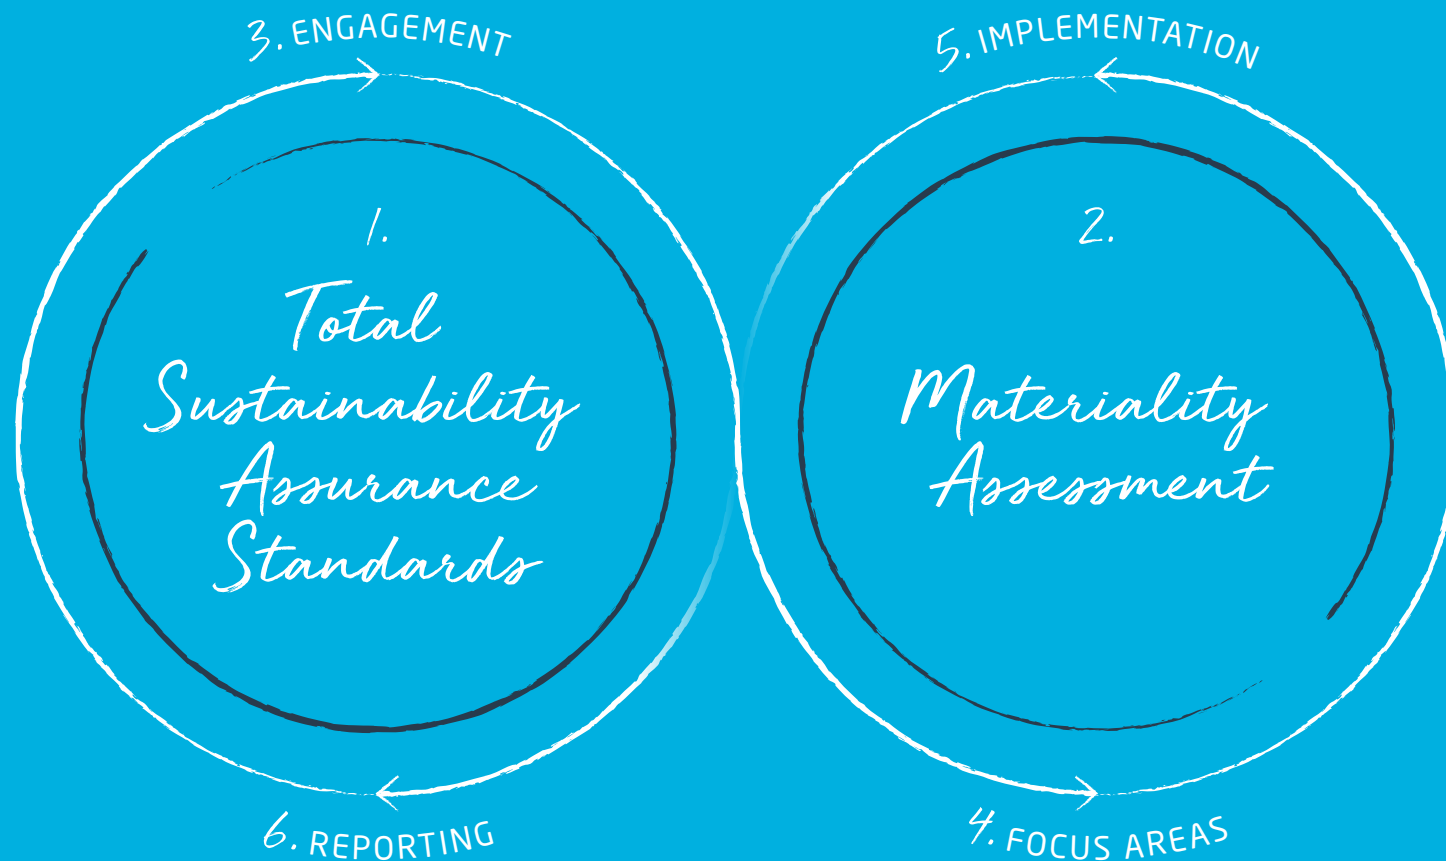 3. ENGAGEMENT
5. IMPLEMENTATION
1.
Total
Sustainability
Assurance
Standards
2.
Materiality
Assessment
6. REPORTING
4. FOCUS AREAS